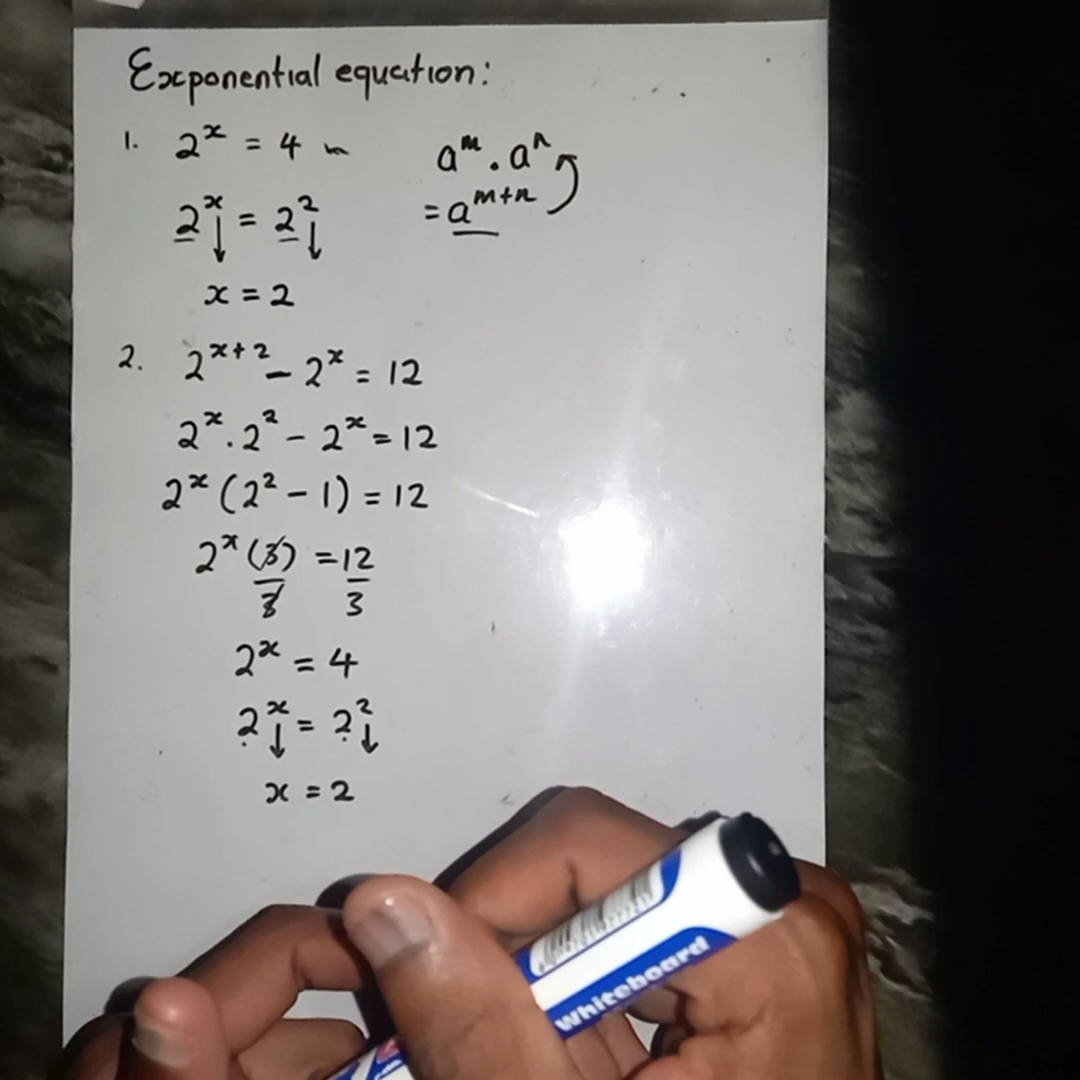 Exponential equation:
1. 2^x = 4
a^m . a^n
= a^{m+n}
2^x = 2^2
x = 2
2. 2^{x+2} - 2^x = 12
2^x . 2^2 - 2^x = 12
2^x (2^2 - 1) = 12
2^x (3) = 12
3 3
2^x = 4
2^x = 2^2
x = 2
Whiteboard